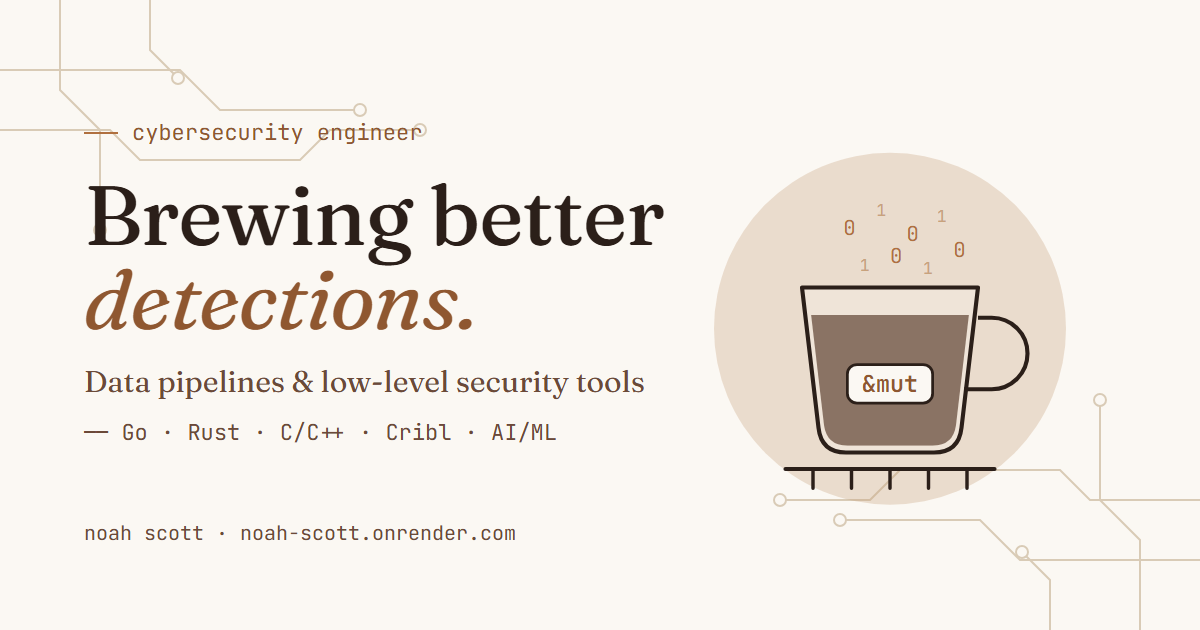 — cybersecurity engineer
Brewing better
detections.
Data pipelines & low-level security tools
— Go · Rust · C/C++ · Cribl · AI/ML
noah scott · noah-scott.onrender.com
1 1
0 0
0 0
1 1
&mut